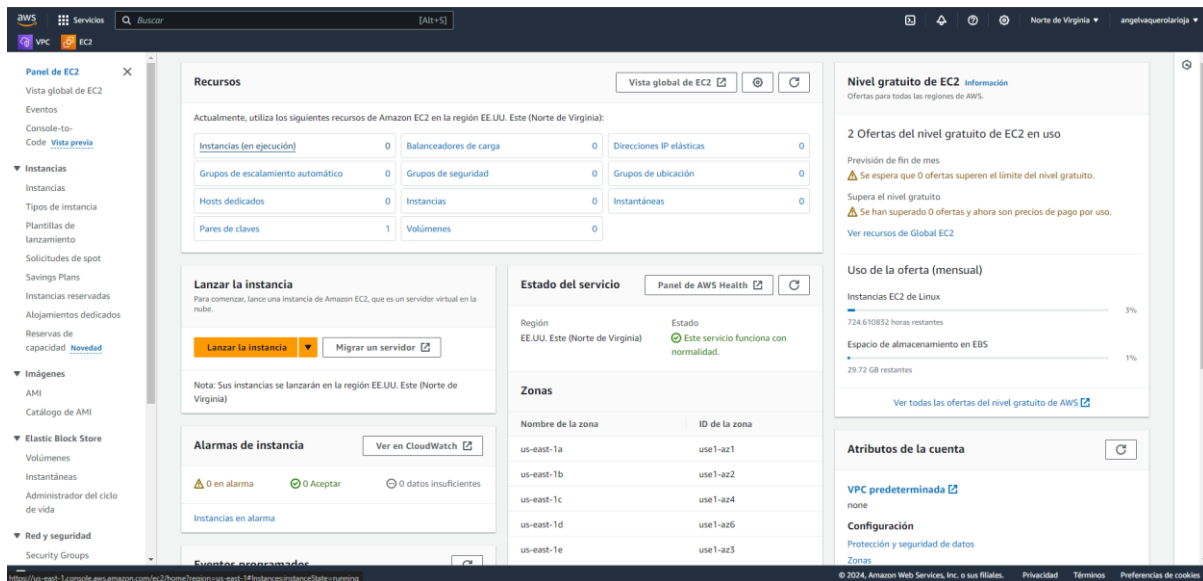 aws
Servicios
Buscar
[Alt+S]
Norte de Virginia
angelvaquerolarioja
VPC
EC2
Panel de EC2
Vista global de EC2
Eventos
Console-to-
Code Vista previa
Instancias
Instancias
Tipos de instancia
Plantillas de
lanzamiento
Solicitudes de spot
Savings Plans
Instancias reservadas
Alojamientos dedicados
Reservas de
capacidad Novedad
Imágenes
AMI
Catálogo de AMI
Elastic Block Store
Volúmenes
Instantáneas
Administrador del ciclo
de vida
Red y seguridad
Security Groups
Recursos
Vista global de EC2
Actualmente, utiliza los siguientes recursos de Amazon EC2 en la región EE.UU. Este (Norte de Virginia):
Instancias (en ejecución) 0
Balanceadores de carga 0
Direcciones IP elásticas 0
Grupos de escalamiento automático 0
Grupos de seguridad 0
Grupos de ubicación 0
Hosts dedicados 0
Instancias 0
Instantáneas 0
Pares de claves 1
Volúmenes 0
Lanzar la instancia
Para comenzar, lance una instancia de Amazon EC2, que es un servidor virtual en la
nube.
Lanzar la instancia
Migrar un servidor
Nota: Sus instancias se lanzarán en la región EE.UU. Este (Norte de
Virginia)
Alarmas de instancia
Ver en CloudWatch
0 en alarma
0 Aceptar
0 datos insuficientes
Instancias en alarma
Eventos programados
Estado del servicio
Panel de AWS Health
Región
EE.UU. Este (Norte de Virginia)
Estado
Este servicio funciona con
normalidad.
Zonas
Nombre de la zona
ID de la zona
us-east-1a use1-az1
us-east-1b use1-az2
us-east-1c use1-az4
us-east-1d use1-az6
us-east-1e use1-az3
Nivel gratuito de EC2 Información
Ofertas para todas las regiones de AWS.
2 Ofertas del nivel gratuito de EC2 en uso
Previsión de fin de mes
Se espera que 0 ofertas superen el límite del nivel gratuito.
Supera el nivel gratuito
Se han superado 0 ofertas y ahora son precios de pago por uso.
Ver recursos de Global EC2
Uso de la oferta (mensual)
Instancias EC2 de Linux
3%
724.610832 horas restantes
Espacio de almacenamiento en EBS
1%
29.72 GB restantes
Ver todas las ofertas del nivel gratuito de AWS
Atributos de la cuenta
VPC predeterminada
none
Configuración
Protección y seguridad de datos
Zonas
https://us-east-1.console.aws.amazon.com/ec2/home?region=us-east-1#Instances:instanceState=running
© 2024, Amazon Web Services, Inc. o sus filiales.
Privacidad
Términos
Preferencias de cookies